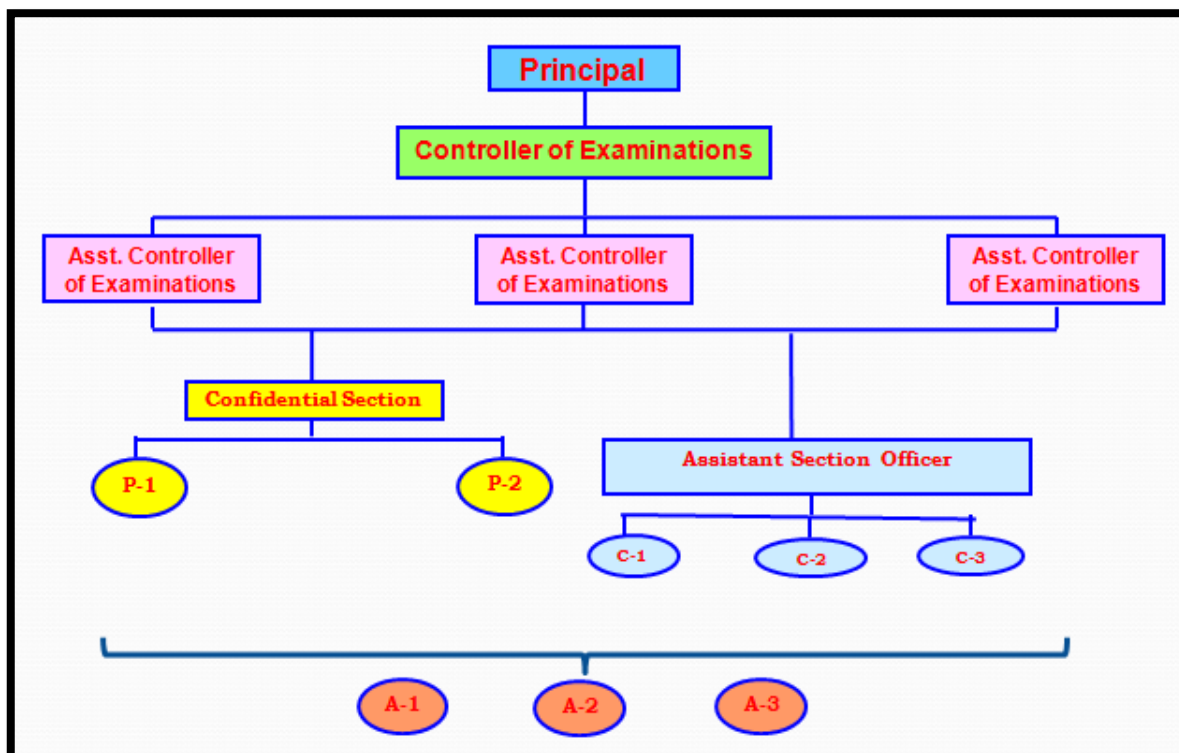 Principal
Controller of Examinations
Asst. Controller
of Examinations
Asst. Controller
of Examinations
Asst. Controller
of Examinations
Confidential Section
Assistant Section Officer
P-1
P-2
C-1
C-2
C-3
A-1
A-2
A-3